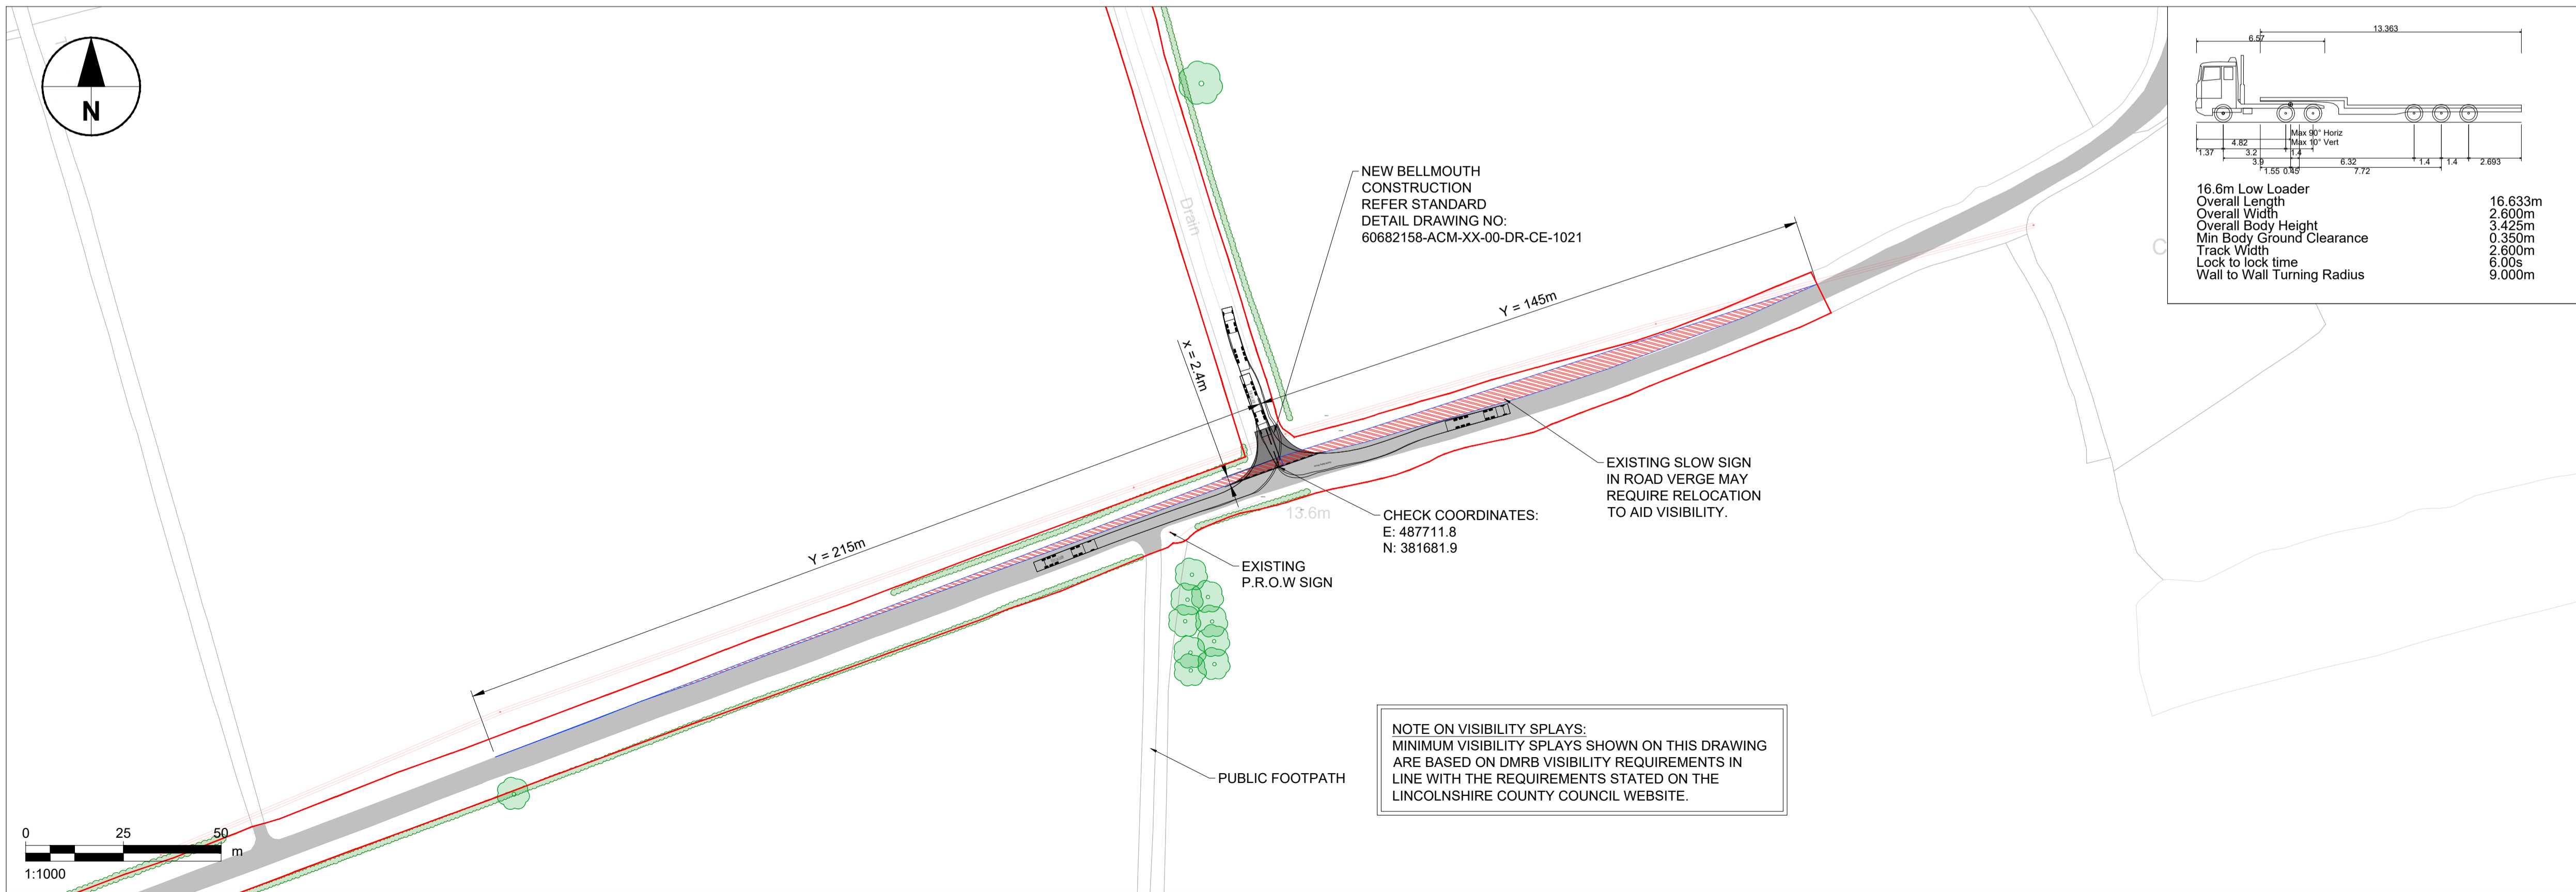 N
Drain
NEW BELLMOUTH
CONSTRUCTION
REFER STANDARD
DETAIL DRAWING NO:
60682158-ACM-XX-00-DR-CE-1021
Y = 145m
x = 2.4m
Y = 215m
EXISTING SLOW SIGN
IN ROAD VERGE MAY
REQUIRE RELOCATION
TO AID VISIBILITY.
13.6m
CHECK COORDINATES:
E: 487711.8
N: 381681.9
EXISTING
P.R.O.W SIGN
PUBLIC FOOTPATH
NOTE ON VISIBILITY SPLAYS:
MINIMUM VISIBILITY SPLAYS SHOWN ON THIS DRAWING
ARE BASED ON DMRB VISIBILITY REQUIREMENTS IN
LINE WITH THE REQUIREMENTS STATED ON THE
LINCOLNSHIRE COUNTY COUNCIL WEBSITE.
0 25 50
m
1:1000
C
13.363
6.57
Max 90° Horiz
4.82 Max 10° Vert
1.37 3.2 1.4
3.9 6.32 1.4 1.4 2.693
1.55 0.45 7.72
16.6m Low Loader
Overall Length 16.633m
Overall Width 2.600m
Overall Body Height 3.425m
Min Body Ground Clearance 0.350m
Track Width 2.600m
Lock to lock time 6.00s
Wall to Wall Turning Radius 9.000m